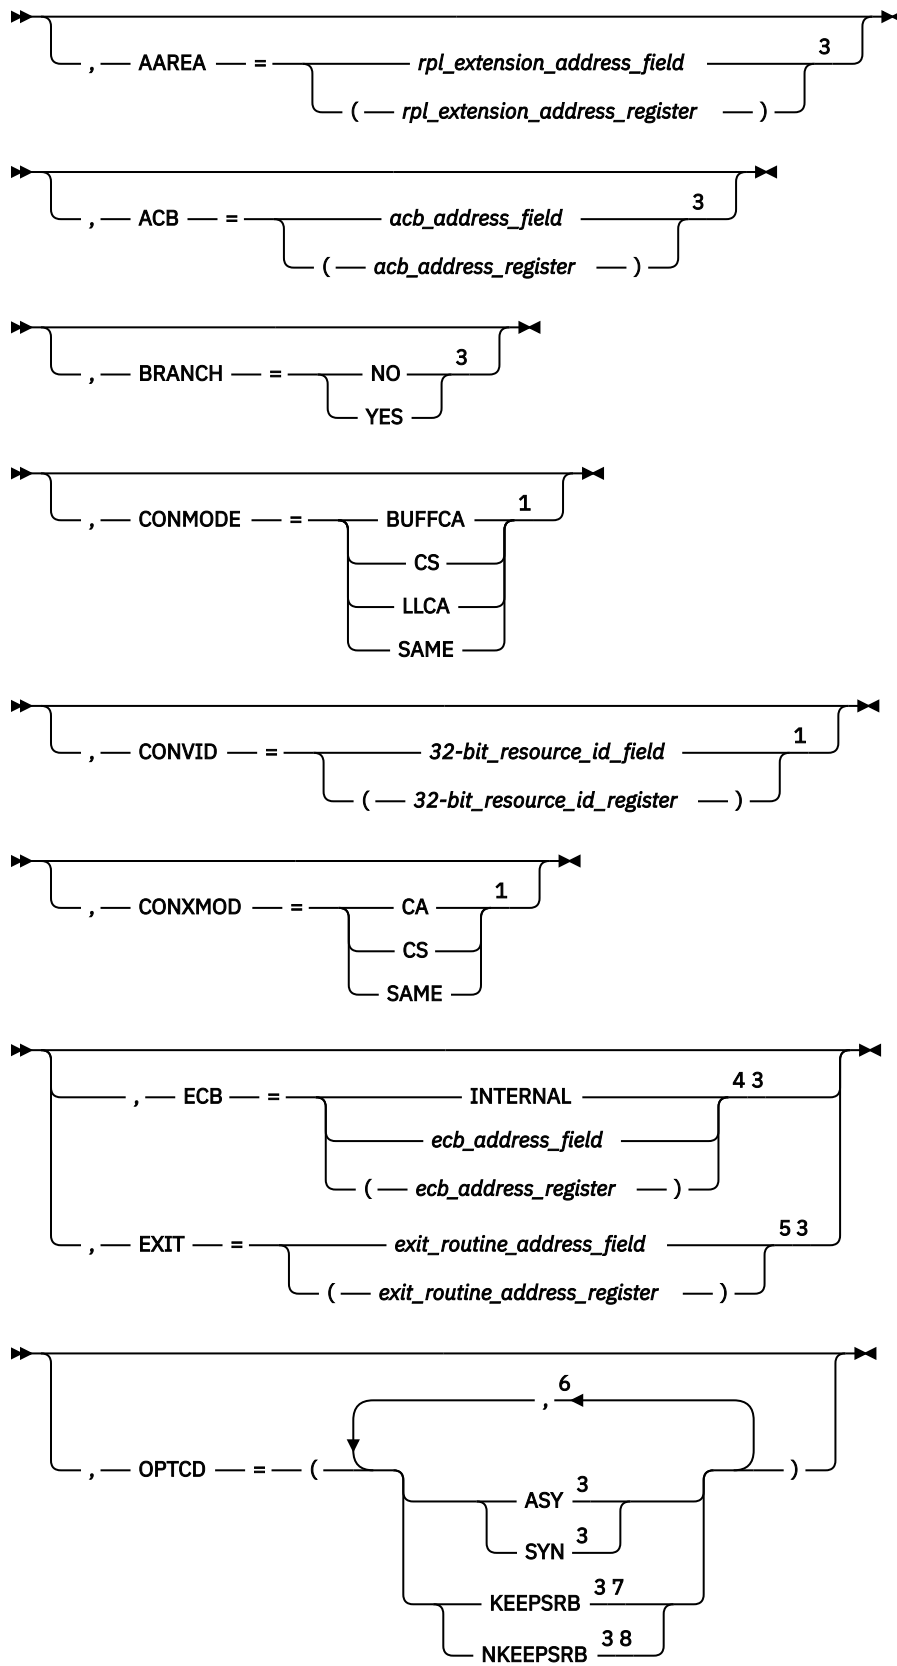 3
, AAREA = rpl_extension_address_field
( rpl_extension_address_register )
3
, ACB = acb_address_field
( acb_address_register )
3
, BRANCH = NO
YES
1
, CONMODE = BUFFCA
CS
LLCA
SAME
1
, CONVID = 32-bit_resource_id_field
( 32-bit_resource_id_register )
1
, CONXMOD = CA
CS
SAME
4 3
, ECB = INTERNAL
ecb_address_field
( ecb_address_register )
5 3
, EXIT = exit_routine_address_field
( exit_routine_address_register )
6
,
, OPTCD = ( )
ASY 3
SYN 3
KEEPSRB 3 7
NKEEPSRB 3 8